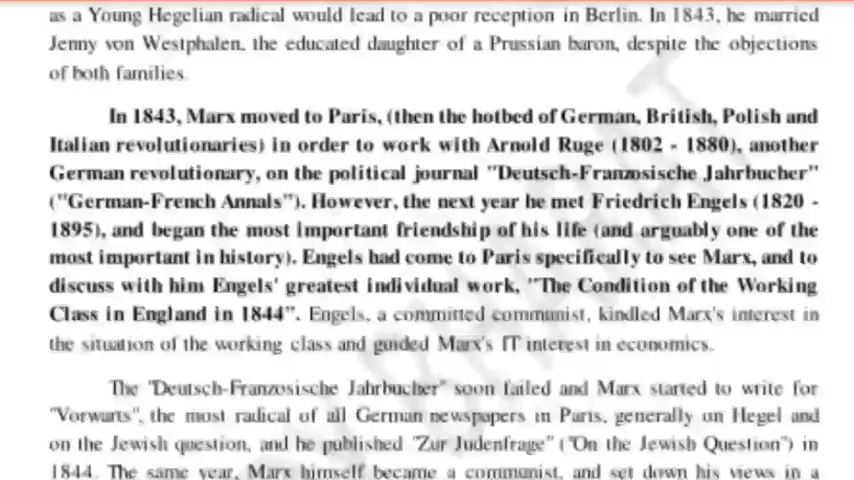 as a Young Hegelian radical would lead to a poor reception in Berlin. In 1843, he married
Jenny von Westphalen, the educated daughter of a Prussian baron, despite the objections
of both families.
In 1843, Marx moved to Paris, (then the hotbed of German, British, Polish and
Italian revolutionaries) in order to work with Arnold Ruge (1802 - 1880), another
German revolutionary, on the political journal "Deutsch-Franzosische Jahrbucher"
("German-French Annals"). However, the next year he met Friedrich Engels (1820 -
1895), and began the most important friendship of his life (and arguably one of the
most important in history). Engels had come to Paris specifically to see Marx, and to
discuss with him Engels' greatest individual work, "The Condition of the Working
Class in England in 1844". Engels, a committed communist, kindled Marx's interest in
the situation of the working class and guided Marx's IT interest in economics.
The "Deutsch-Franzosische Jahrbucher" soon failed and Marx started to write for
"Vorwarts", the most radical of all German newspapers in Paris, generally on Hegel and
on the Jewish question, and he published "Zur Judenfrage" ("On the Jewish Question") in
1844. The same year, Marx himself became a communist, and set down his views in a